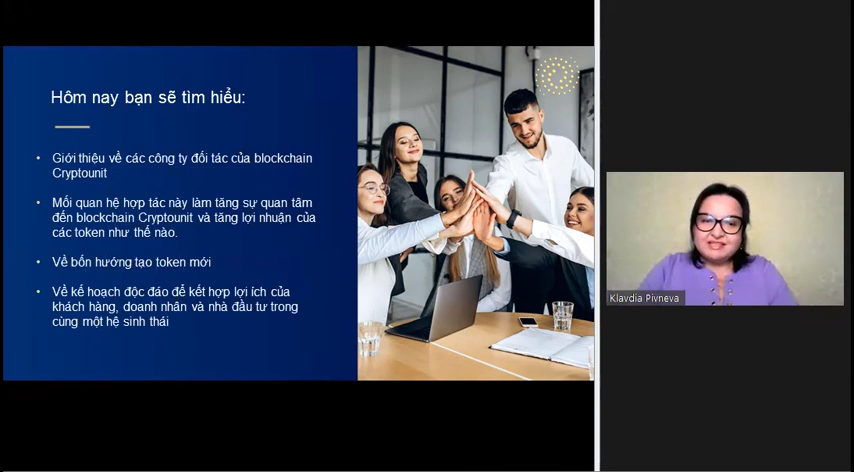 Hôm nay bạn sẽ tìm hiểu:
• Giới thiệu về các công ty đối tác của blockchain
Cryptounit
• Mối quan hệ hợp tác này làm tăng sự quan tâm
đến blockchain Cryptounit và tăng lợi nhuận của
các token như thế nào.
• Về bốn hướng tạo token mới
• Về kế hoạch độc đáo để kết hợp lợi ích của
khách hàng, doanh nhân và nhà đầu tư trong
cùng một hệ sinh thái
Klavdia Pivneva